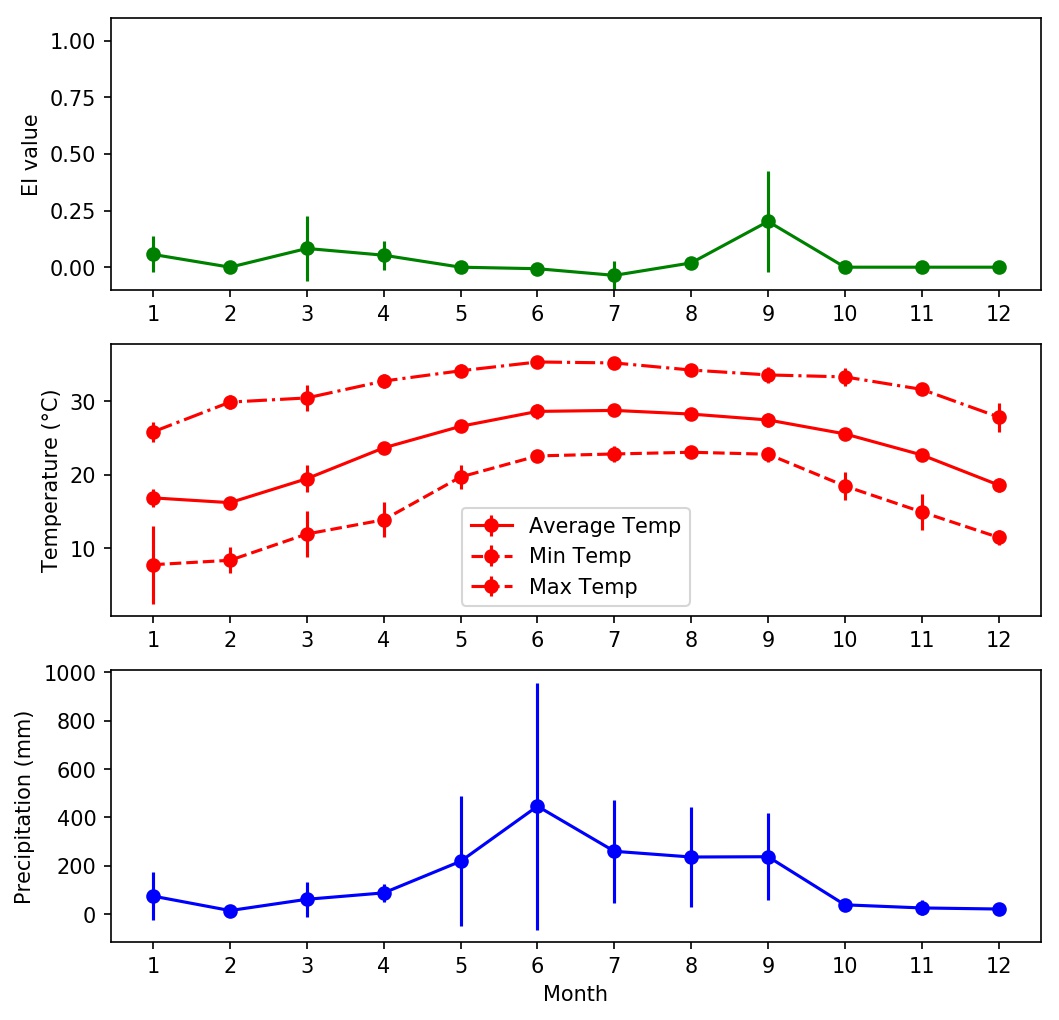 EI value
1.00
0.75
0.50
0.25
0.00
1 2 3 4 5 6 7 8 9 10 11 12
Temperature (°C)
30
20
10
Average Temp
Min Temp
Max Temp
1 2 3 4 5 6 7 8 9 10 11 12
Precipitation (mm)
1000
800
600
400
200
0
1 2 3 4 5 6 7 8 9 10 11 12
Month